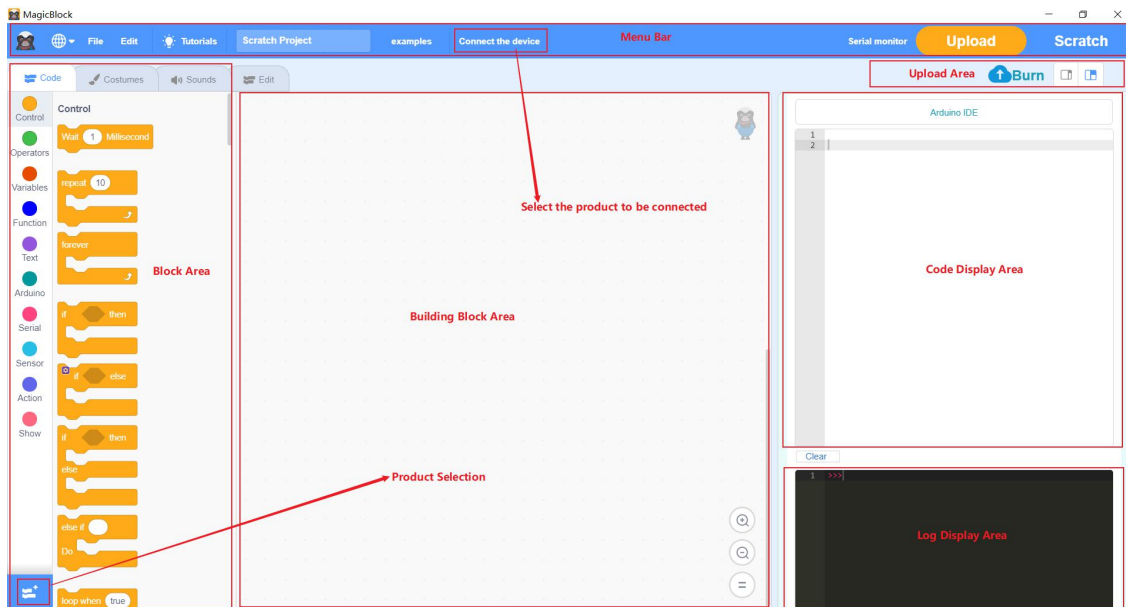 MagicBlock
File Edit Tutorials Scratch Project examples Connect the device Menu Bar Serial monitor Upload Scratch
Code Costumes Sounds Edit Upload Area Burn
Control
Operators
Variables
Function
Text
Arduino
Serial
Sensor
Action
Show
Control
Wait 1 Millisecond
repeat 10
forever
if then
if else
if then
else
else if
Do
loop when true
Block Area
Select the product to be connected
Building Block Area
Product Selection
Arduino IDE
1
2
Code Display Area
Clear
1 >>>
Log Display Area